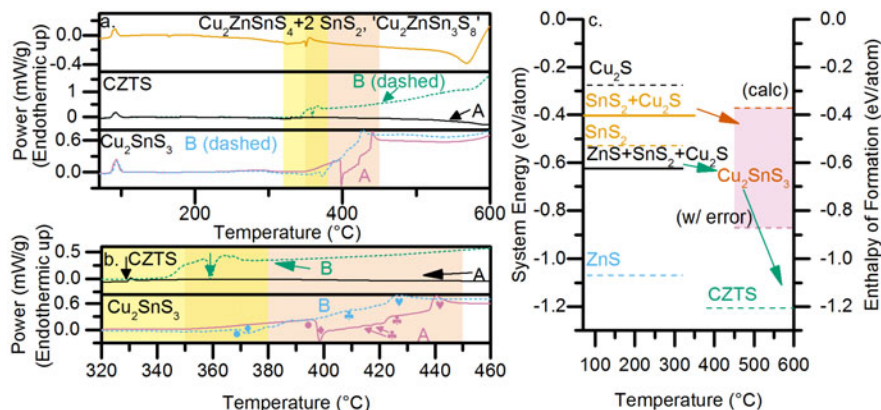 a. Cu₂ZnSnS₄+2 SnS₂, 'Cu₂ZnSn₃S₈'
0.0
-0.4
CZTS
B (dashed)
1
0
A
0.6
Cu₂SnS₃
B (dashed)
0.0
A
200
400
600
Temperature (°C)
Power (mW/g)
(Endothermic up)
b.
0.5
CZTS
0.0
B
A
0.6
Cu₂SnS₃
B
0.0
A
320
340
360
380
400
420
440
460
Temperature (°C)
Power (mW/g)
(Endothermic up)
c.
0.0
0.0
-0.2
-0.2
Cu₂S
(calc)
SnS₂+Cu₂S
-0.4
-0.4
SnS₂
ZnS+SnS₂+Cu₂S
-0.6
-0.6
Cu₂SnS₃
-0.8
-0.8
(w/ error)
-1.0
-1.0
ZnS
CZTS
-1.2
-1.2
100
200
300
400
500
600
Temperature (°C)
System Energy (eV/atom)
Enthalpy of Formation (eV/atom)